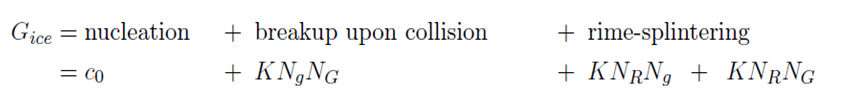 G_ice = nucleation + breakup upon collision + rime-splintering
= c_0 + KN_gN_G + KN_RN_g + KN_RN_G